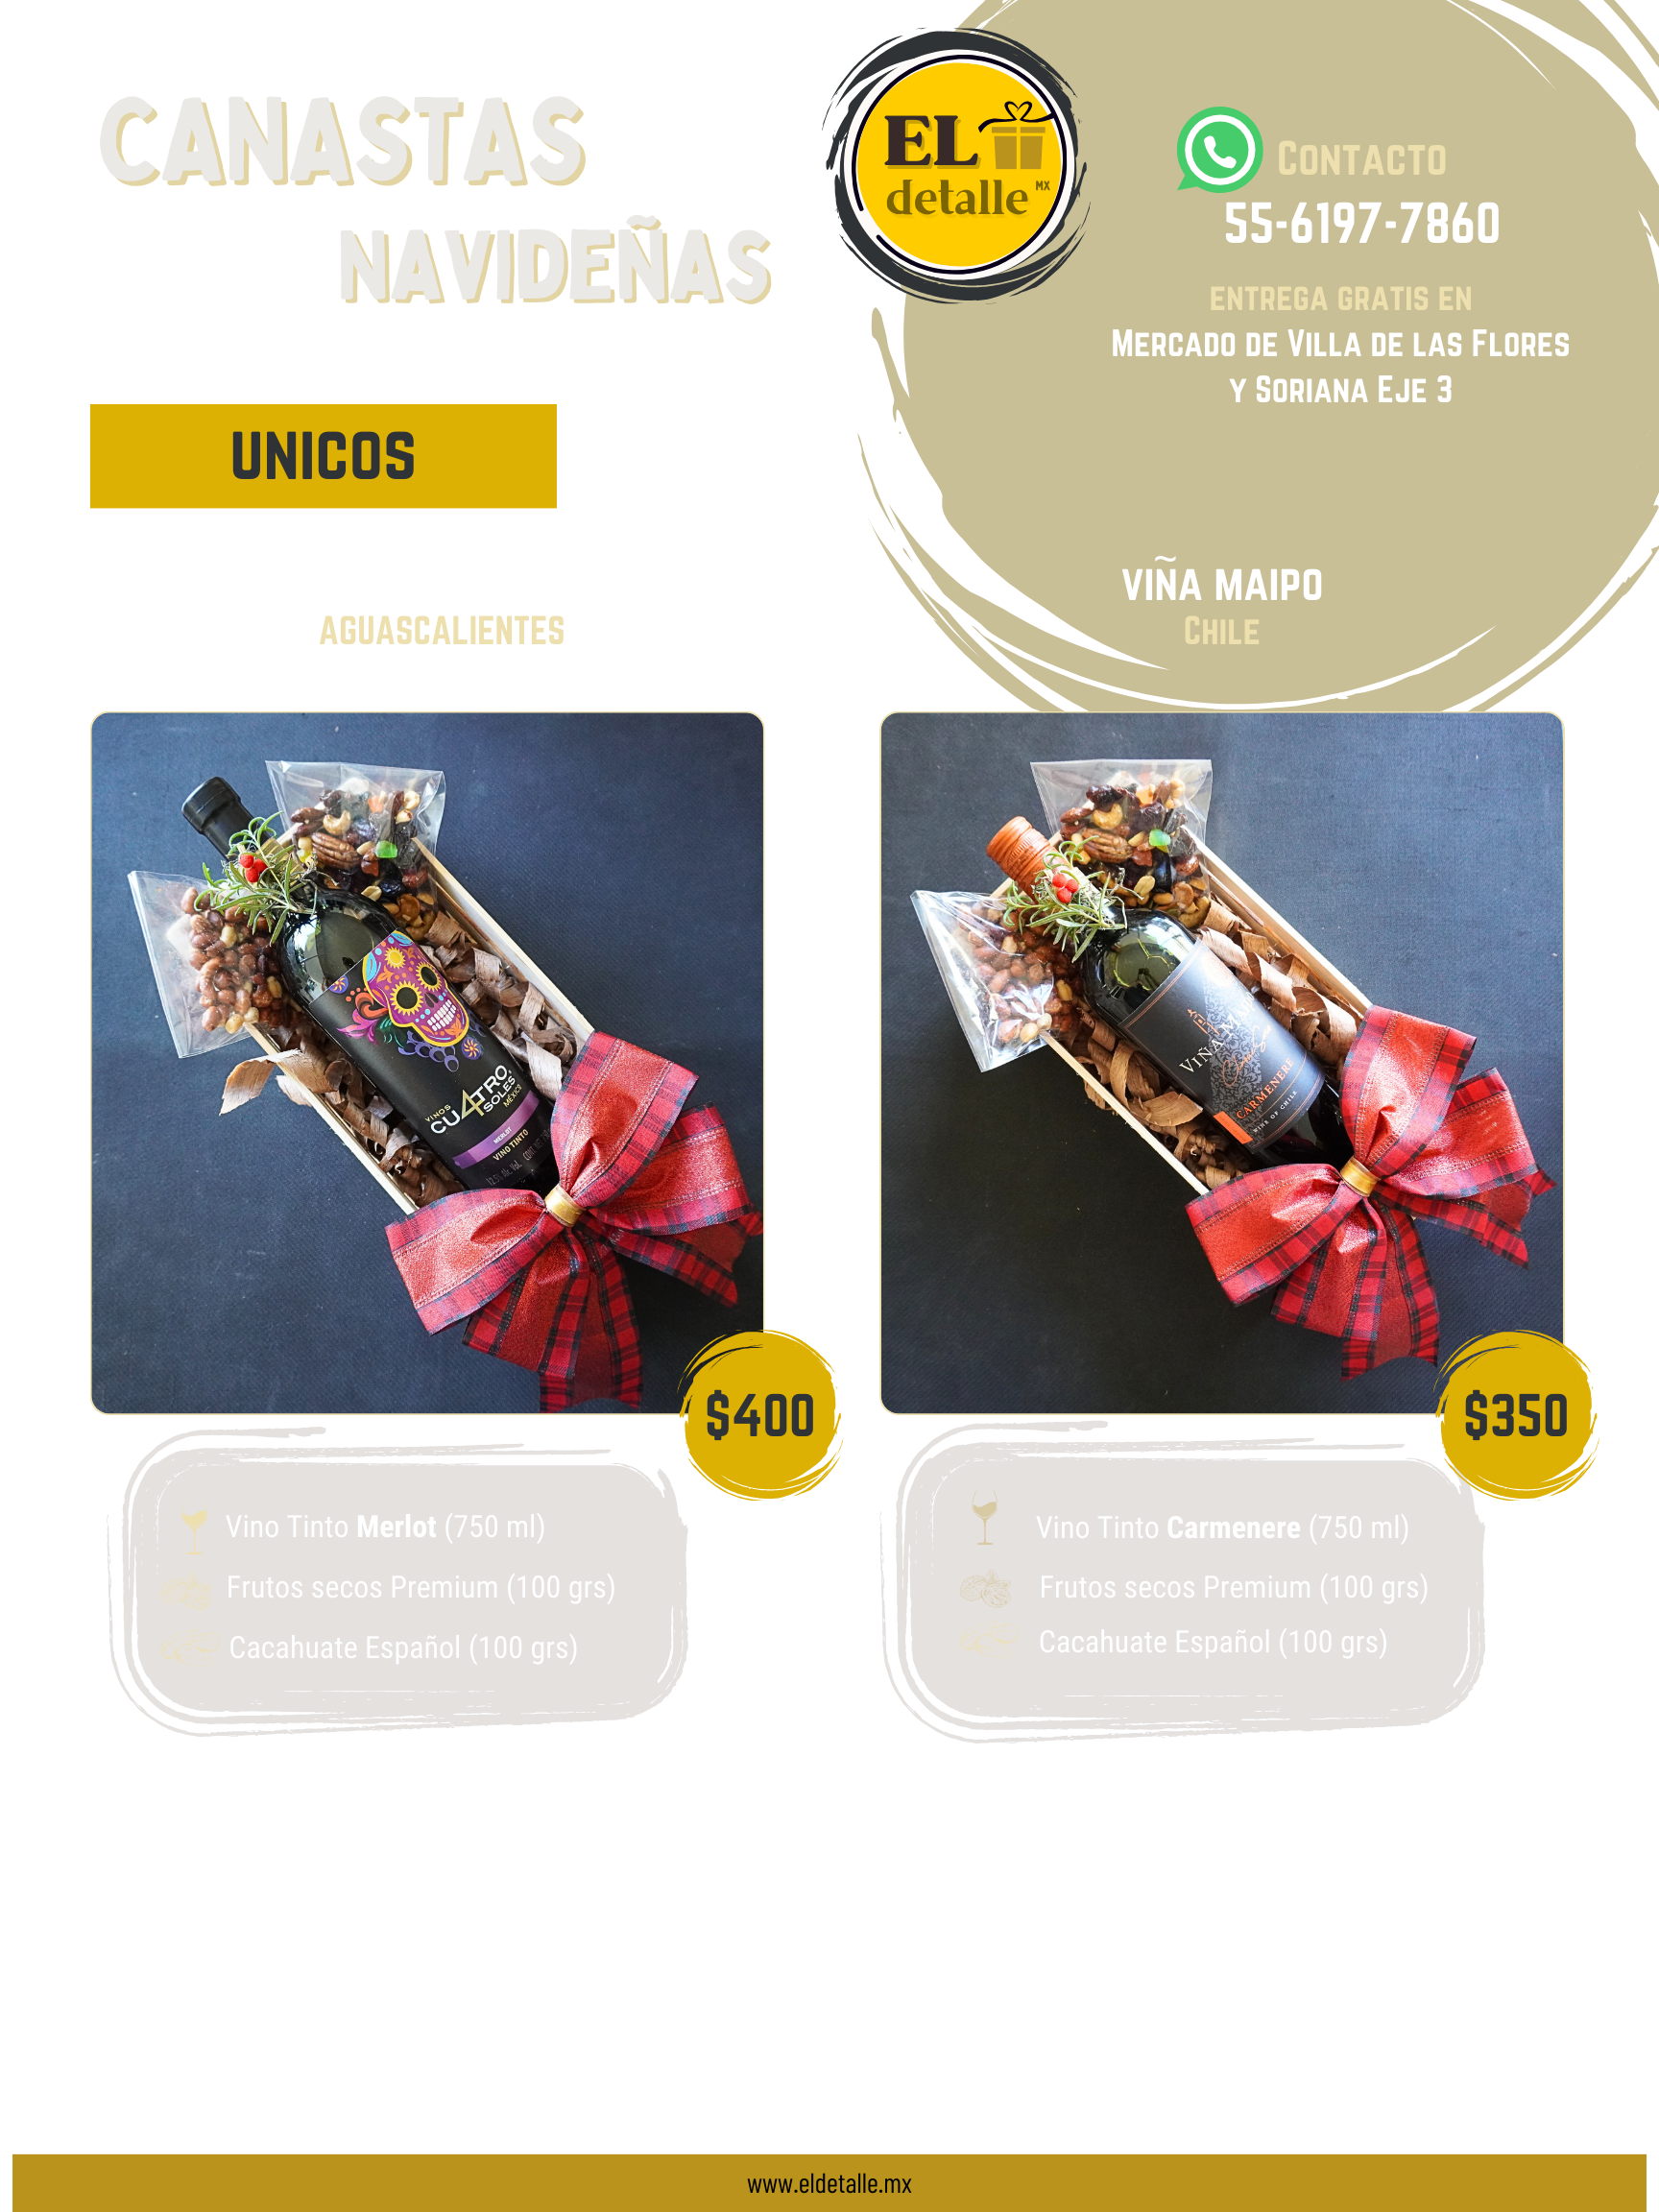 CANASTAS
NAVIDEÑAS
EL
detalle MX
Contacto
55-6197-7860
ENTREGA GRATIS EN
Mercado de Villa de las Flores
y Soriana Eje 3
UNICOS
AGUASCALIENTES
VIÑA MAIPO
Chile
VINOS
CU4TRO
SOLES
MÉXICO
MERLOT
VINO TINTO
VIÑA M
CARMENERE
WINE OF CHILE
$400
$350
Vino Tinto Merlot (750 ml)
Frutos secos Premium (100 grs)
Cacahuate Español (100 grs)
Vino Tinto Carmenere (750 ml)
Frutos secos Premium (100 grs)
Cacahuate Español (100 grs)
www.eldetalle.mx